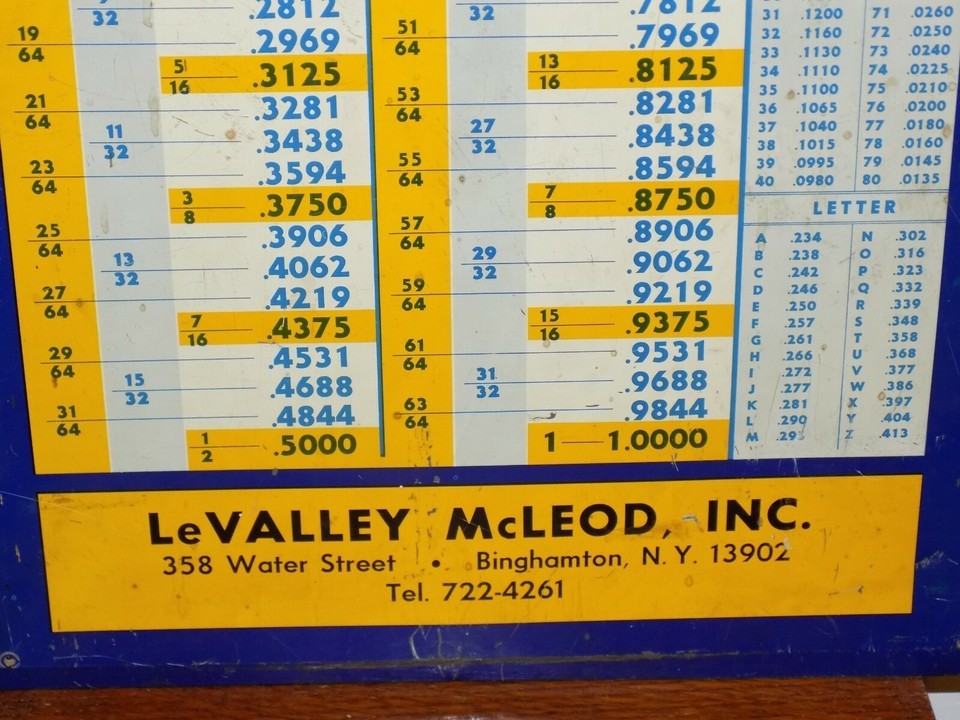 9/32 .2812
19/64 .2969
5/16 .3125
21/64 .3281
11/32 .3438
23/64 .3594
3/8 .3750
25/64 .3906
13/32 .4062
27/64 .4219
7/16 .4375
29/64 .4531
15/32 .4688
31/64 .4844
1/2 .5000
32 .7812
51/64 .7969
13/16 .8125
53/64 .8281
27/32 .8438
55/64 .8594
7/8 .8750
57/64 .8906
29/32 .9062
59/64 .9219
15/16 .9375
61/64 .9531
31/32 .9688
63/64 .9844
1 1.0000
31 .1200 71 .0260
32 .1160 72 .0250
33 .1130 73 .0240
34 .1110 74 .0225
35 .1100 75 .0210
36 .1065 76 .0200
37 .1040 77 .0180
38 .1015 78 .0160
39 .0995 79 .0145
40 .0980 80 .0135
LETTER
A .234 N .302
B .238 O .316
C .242 P .323
D .246 Q .332
E .250 R .339
F .257 S .348
G .261 T .358
H .266 U .368
I .272 V .377
J .277 W .386
K .281 X .397
L .290 Y .404
M .295 Z .413
LeVALLEY McLEOD, INC.
358 Water Street • Binghamton, N. Y. 13902
Tel. 722-4261